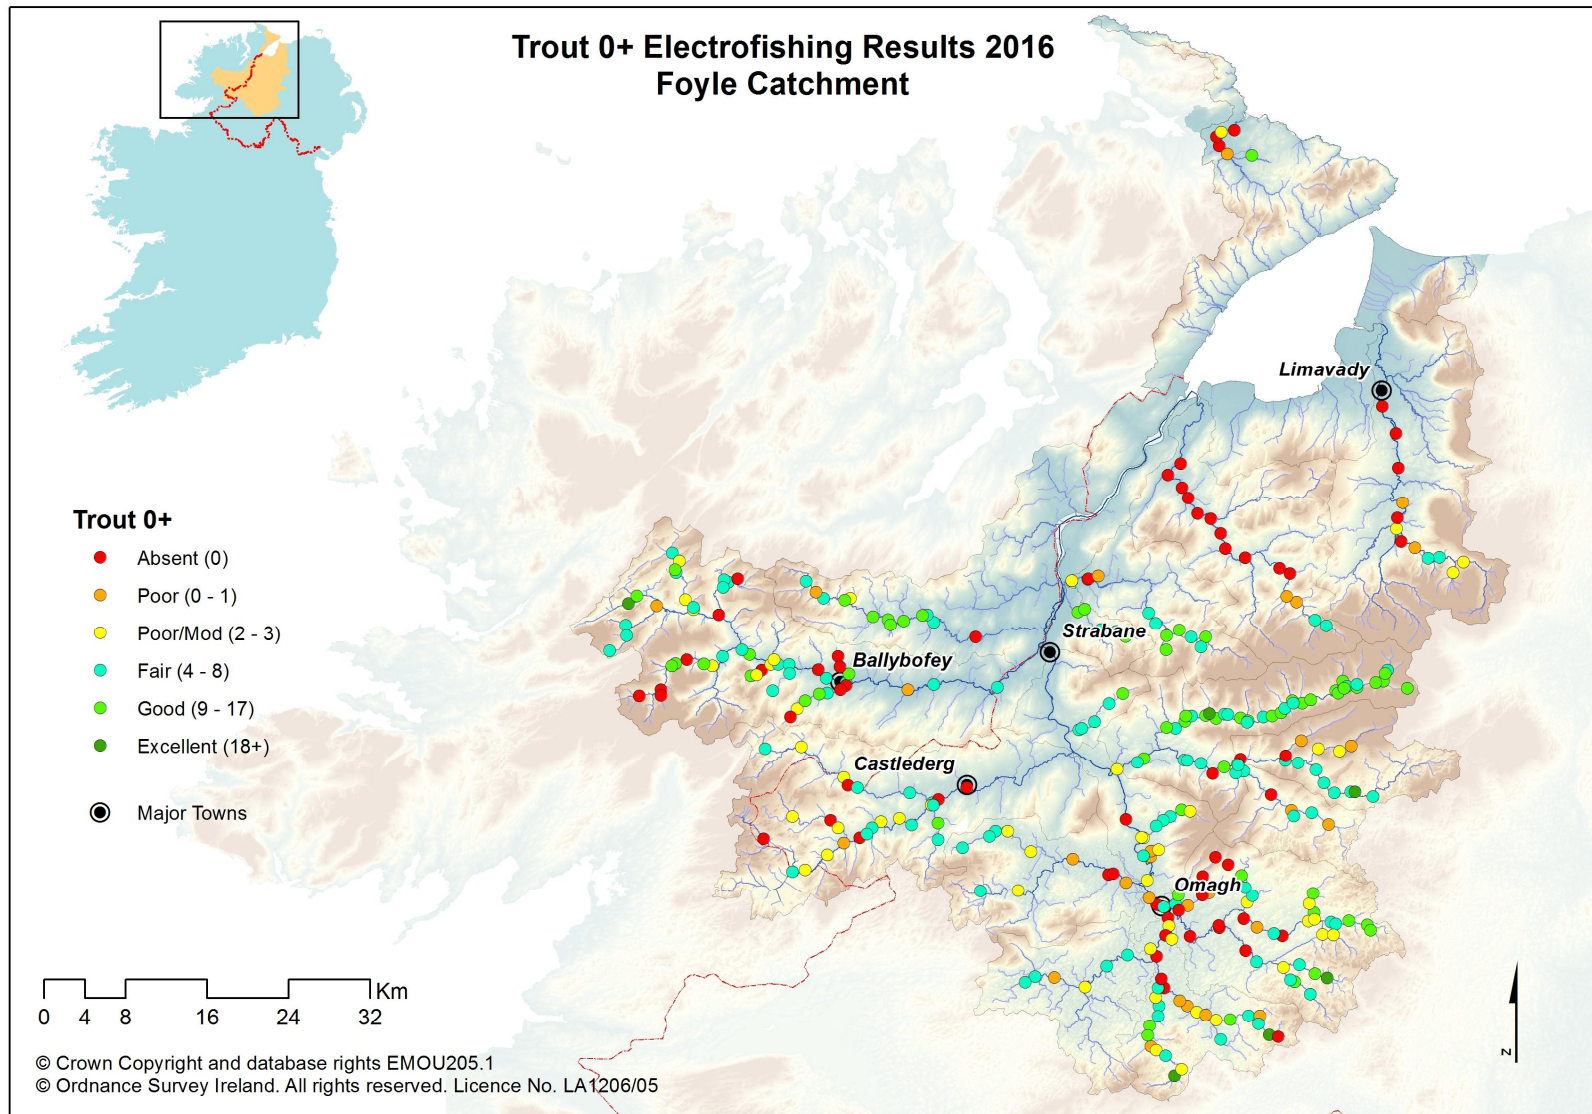 Trout 0+ Electrofishing Results 2016
Foyle Catchment
Limavady
Strabane
Ballybofey
Castlederg
Omagh
Trout 0+
Absent (0)
Poor (0 - 1)
Poor/Mod (2 - 3)
Fair (4 - 8)
Good (9 - 17)
Excellent (18+)
Major Towns
Km
0 4 8 16 24 32
© Crown Copyright and database rights EMOU205.1
© Ordnance Survey Ireland. All rights reserved. Licence No. LA1206/05
N